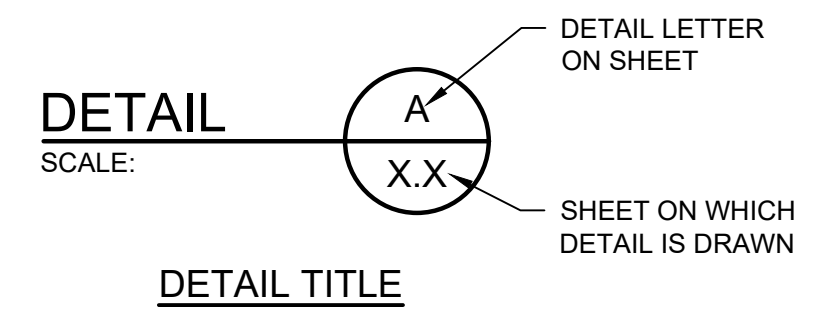 DETAIL LETTER
ON SHEET
DETAIL
A
SCALE:
X.X
SHEET ON WHICH
DETAIL IS DRAWN
DETAIL TITLE